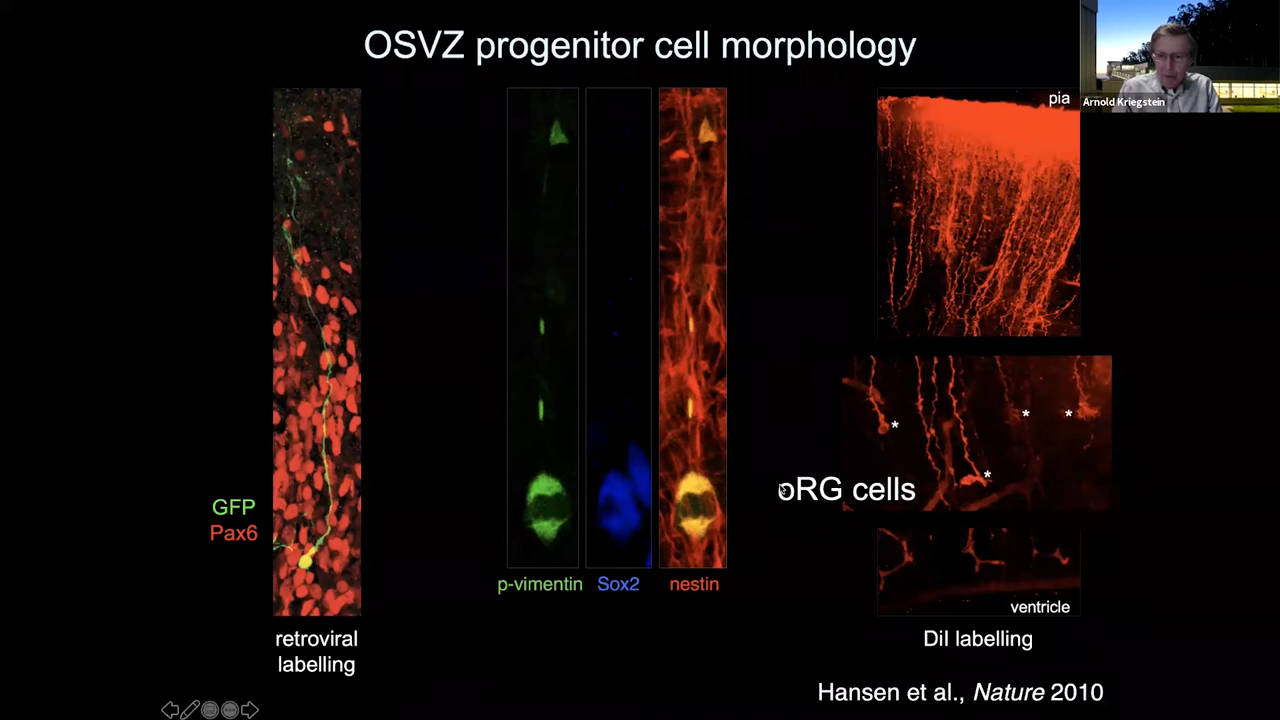 OSVZ progenitor cell morphology
Arnold Kriegstein
pia
GFP
Pax6
oRG cells
p-vimentin
Sox2
nestin
ventricle
retroviral
labelling
DiI labelling
Hansen et al., Nature 2010